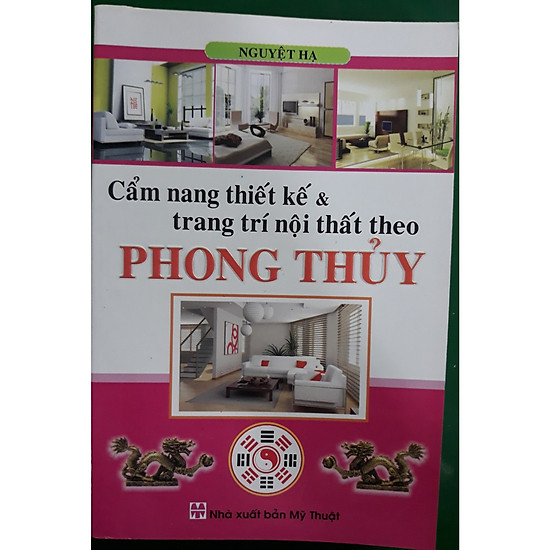 NGUYỆT HẠ
Cẩm nang thiết kế &
trang trí nội thất theo
PHONG THỦY
Nhà xuất bản Mỹ Thuật